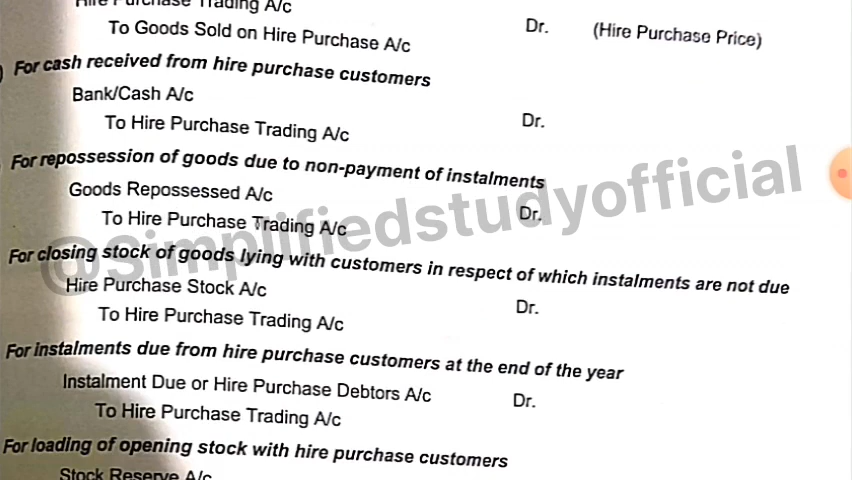 Hire Purchase Trading A/c
To Goods Sold on Hire Purchase A/c Dr. (Hire Purchase Price)
) For cash received from hire purchase customers
Bank/Cash A/c Dr.
To Hire Purchase Trading A/c
For repossession of goods due to non-payment of instalments
Goods Repossessed A/c Dr.
To Hire Purchase Trading A/c
@Simplifiedstudyofficial
For closing stock of goods lying with customers in respect of which instalments are not due
Hire Purchase Stock A/c Dr.
To Hire Purchase Trading A/c
For instalments due from hire purchase customers at the end of the year
Instalment Due or Hire Purchase Debtors A/c Dr.
To Hire Purchase Trading A/c
For loading of opening stock with hire purchase customers
Stock Reserve A/c